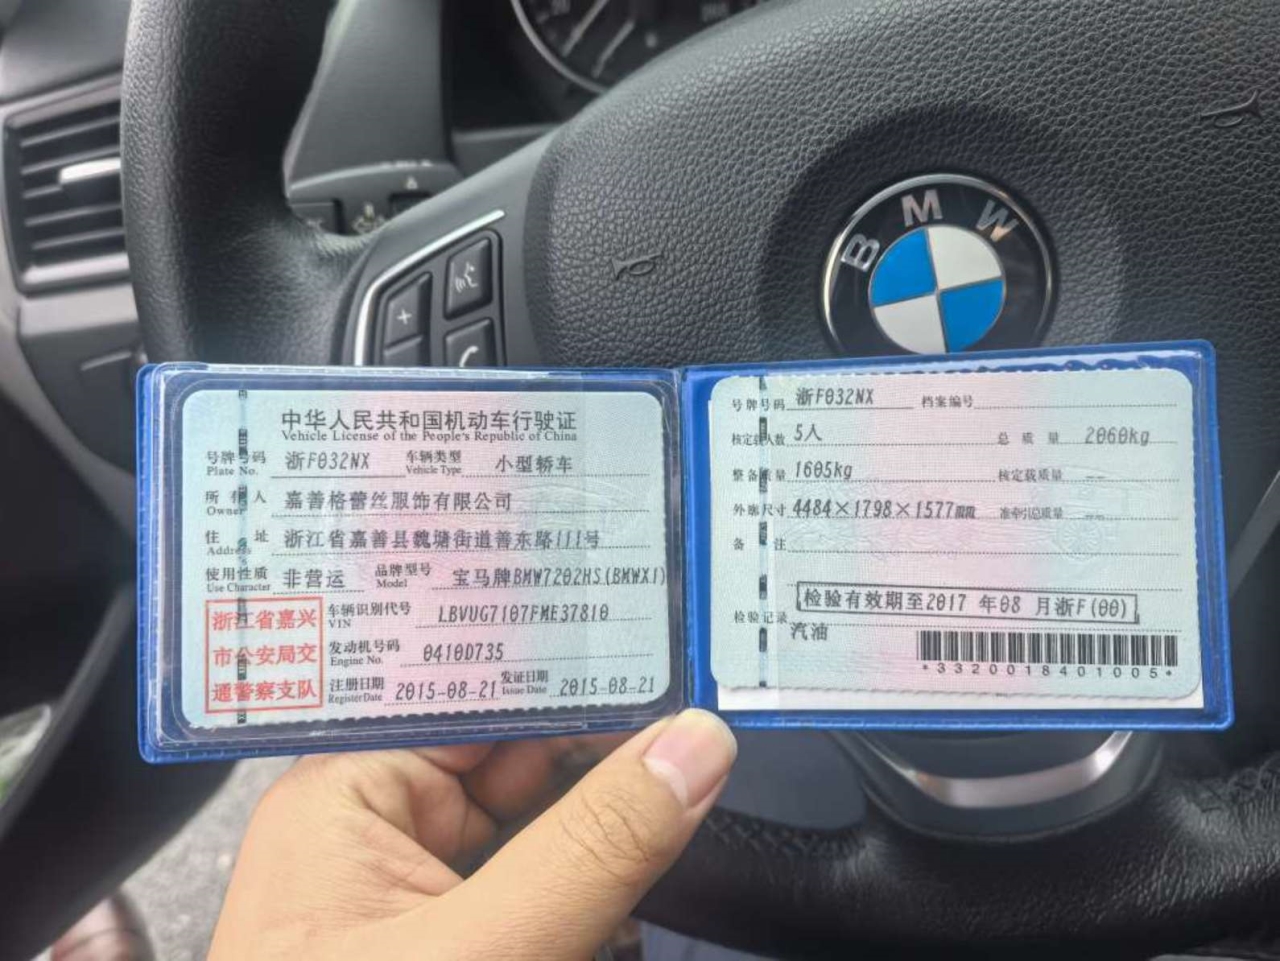 BMW
+
中华人民共和国机动车行驶证
Vehicle License of the People's Republic of China
号牌号码 浙F032NX 车辆类型 小型轿车
Plate No. Vehicle Type
所有人 嘉善格蕾丝服饰有限公司
Owner
住址 浙江省嘉善县魏塘街道善东路111号
Address
使用性质 非营运 品牌型号 宝马牌BMW7202HS(BMWX1)
Use Character Model
浙江省嘉兴
市公安局交
通警察支队
车辆识别代号 LBVUG7107FME37810
VIN
发动机号码 0410D735
Engine No.
注册日期 2015-08-21 发证日期 2015-08-21
Register Date Issue Date
号牌号码 浙F032NX 档案编号
核定载人数 5人 总质量 2060kg
整备质量 1605kg 核定载质量 --
外廓尺寸 4484×1798×1577mm 准牵引总质量 --
备注
检验有效期至2017 年08 月浙F(00)
检验记录
汽油
*3320018401005*